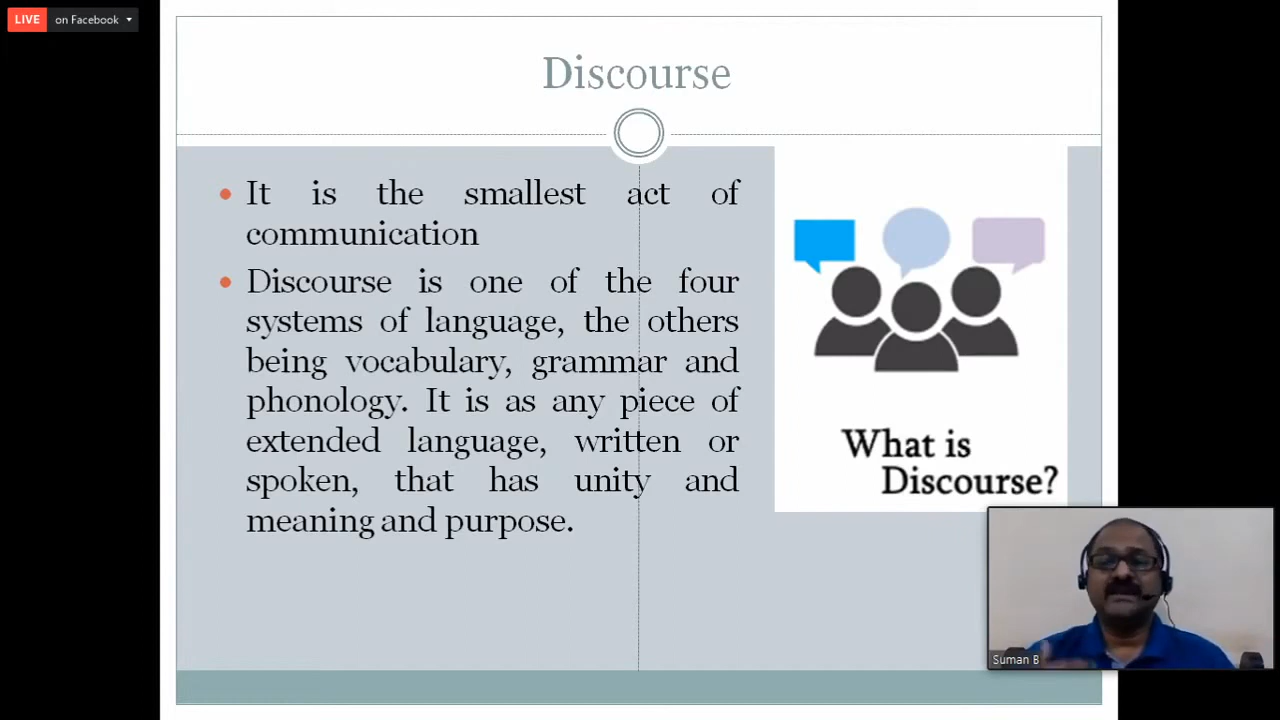 LIVE on Facebook
Discourse
It is the smallest act of
communication
Discourse is one of the four
systems of language, the others
being vocabulary, grammar and
phonology. It is as any piece of
extended language, written or
spoken, that has unity and
meaning and purpose.
What is
Discourse?
Suman B